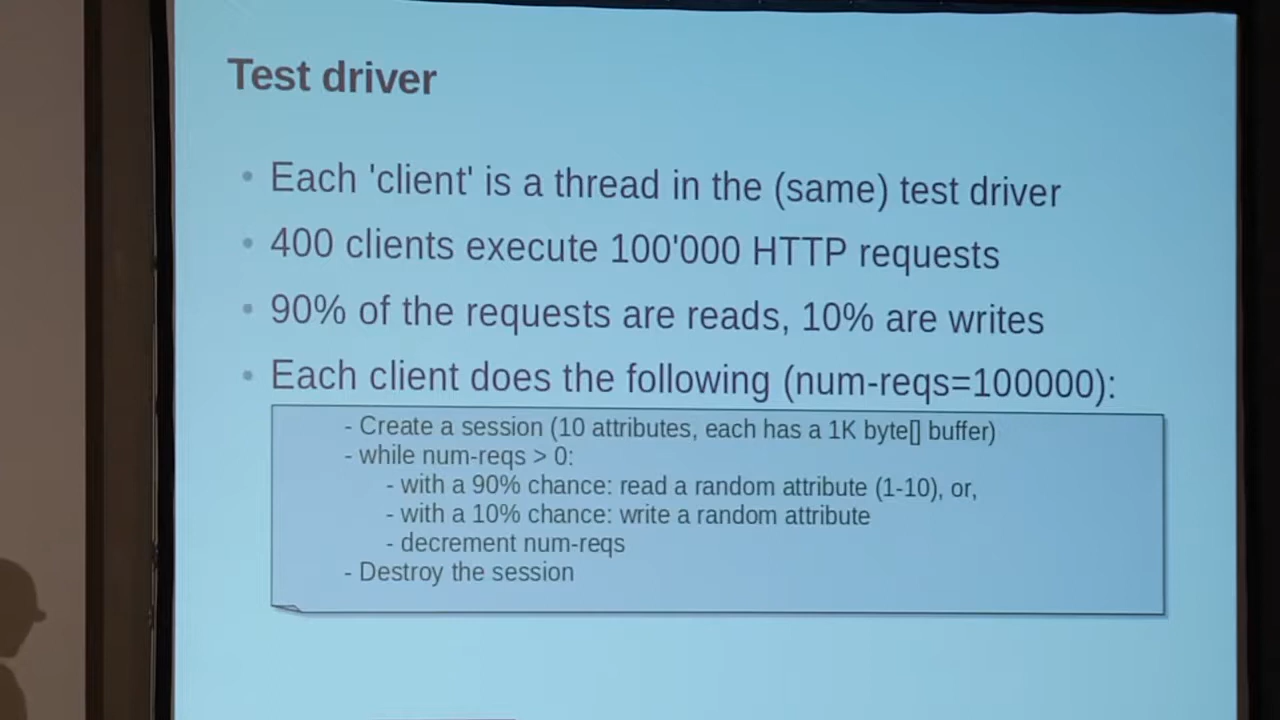 Test driver
• Each 'client' is a thread in the (same) test driver
• 400 clients execute 100'000 HTTP requests
• 90% of the requests are reads, 10% are writes
• Each client does the following (num-reqs=100000):
- Create a session (10 attributes, each has a 1K byte[] buffer)
- while num-reqs > 0:
- with a 90% chance: read a random attribute (1-10), or,
- with a 10% chance: write a random attribute
- decrement num-reqs
- Destroy the session